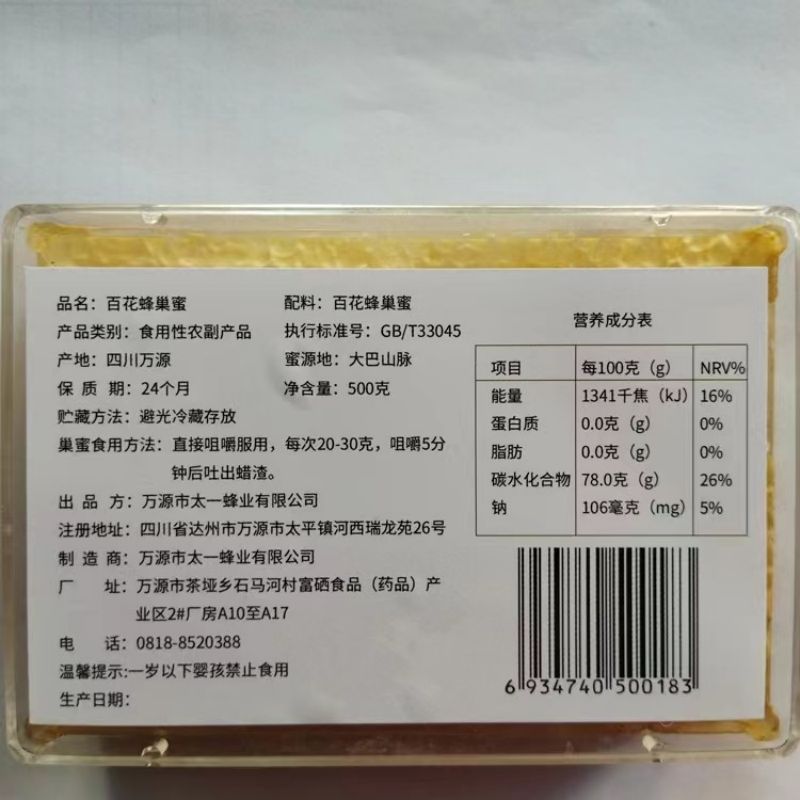 品名：百花蜂巢蜜
配料：百花蜂巢蜜
产品类别：食用性农副产品
执行标准号：GB/T33045
产地：四川万源
蜜源地：大巴山脉
保 质 期：24个月
净含量：500克
贮藏方法：避光冷藏存放
巢蜜食用方法：直接咀嚼服用，每次20-30克，咀嚼5分
钟后吐出蜡渣。
出 品 方：万源市太一蜂业有限公司
注册地址：四川省达州市万源市太平镇河西瑞龙苑26号
制 造 商：万源市太一蜂业有限公司
厂 址：万源市茶垭乡石马河村富硒食品（药品）产
业区2#厂房A10至A17
电 话：0818-8520388
温馨提示:一岁以下婴孩禁止食用
生产日期：
营养成分表
项目 每100克（g） NRV%
能量 1341千焦（kJ） 16%
蛋白质 0.0克（g） 0%
脂肪 0.0克（g） 0%
碳水化合物 78.0克（g） 26%
钠 106毫克（mg） 5%
6 934740 500183